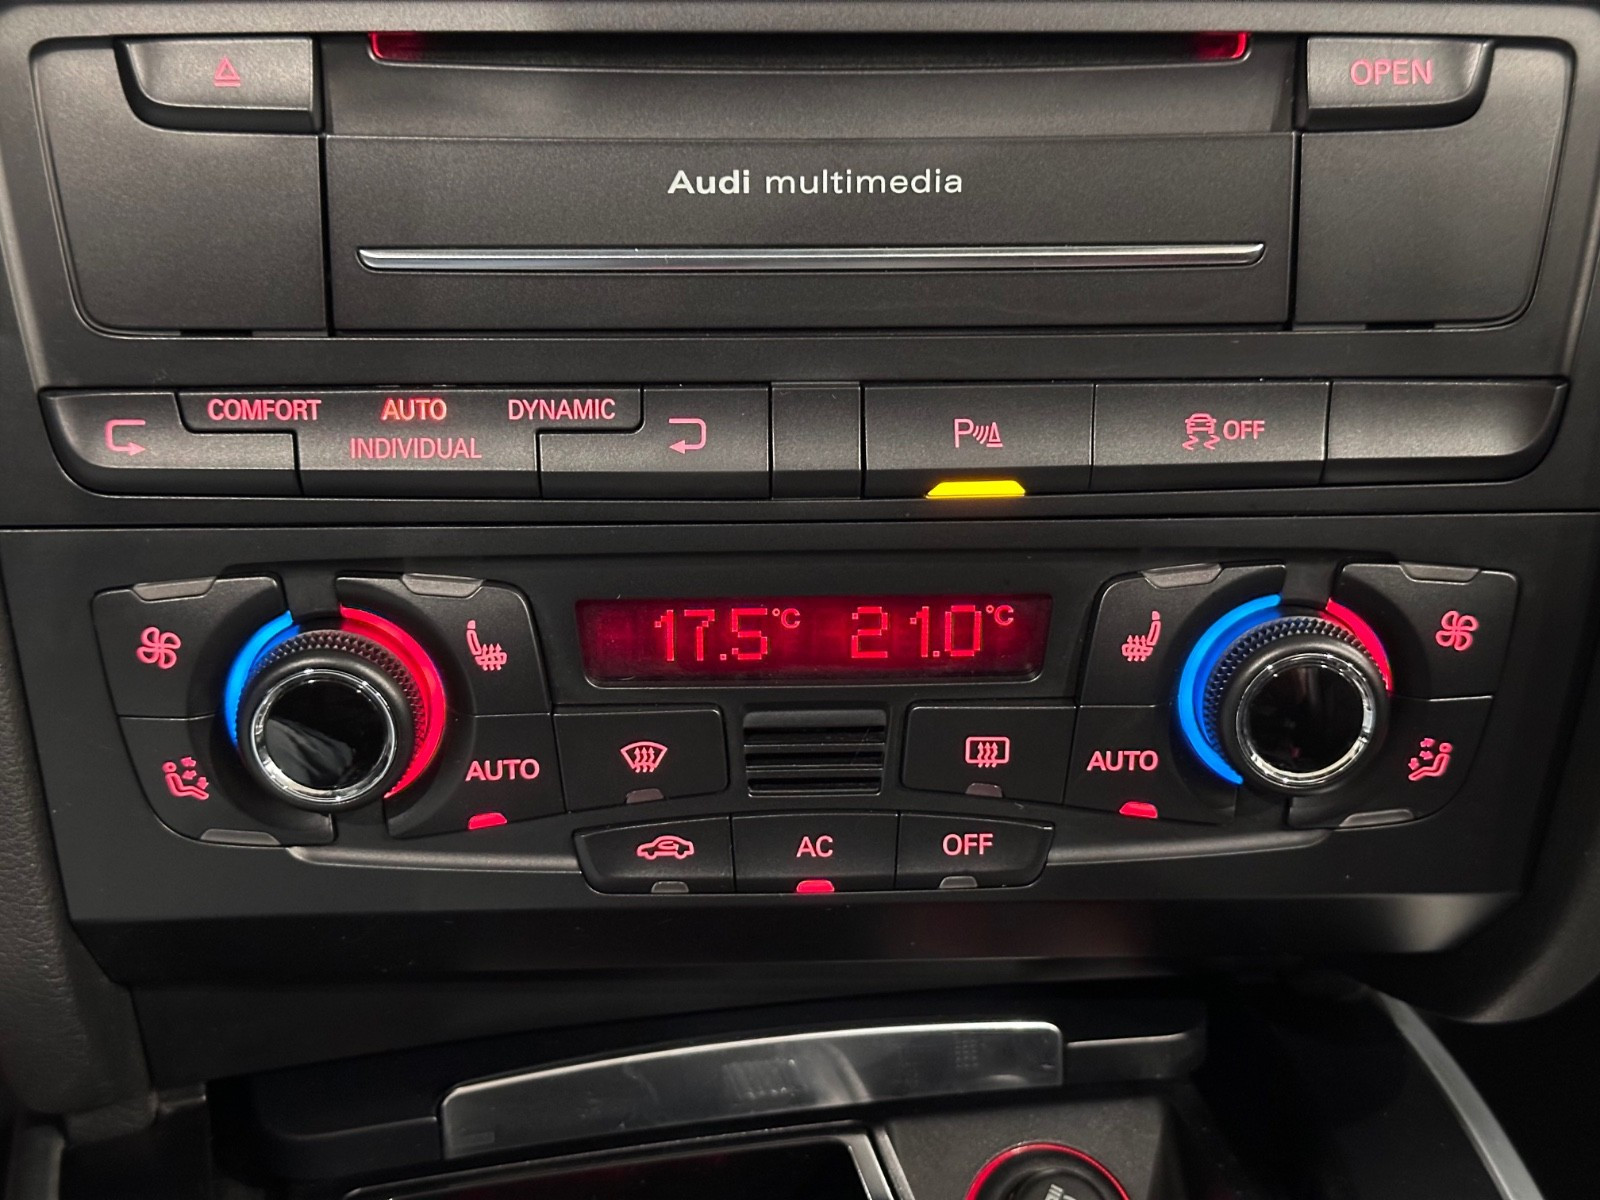 OPEN
Audi multimedia
COMFORT AUTO DYNAMIC
INDIVIDUAL
P OFF
17.5°C 21.0°C
AUTO AUTO
AC OFF